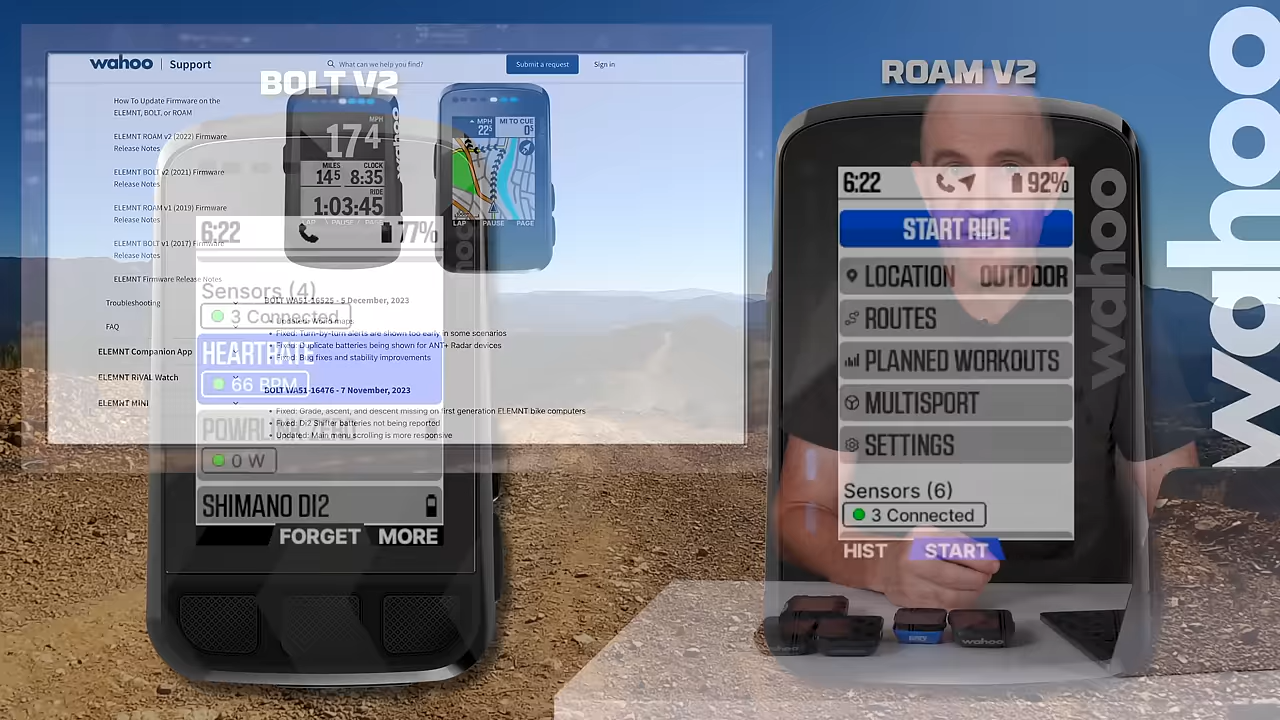 wahoo | Support
What can we help you find?
Submit a request
Sign in
How To Update Firmware on the
ELEMNT, BOLT, or ROAM
ELEMNT ROAM v2 (2022) Firmware
Release Notes
ELEMNT BOLT v2 (2021) Firmware
Release Notes
ELEMNT ROAM v1 (2019) Firmware
Release Notes
ELEMNT BOLT v1 (2017) Firmware
Release Notes
ELEMNT Firmware Release Notes
Troubleshooting
FAQ
ELEMNT Companion App
ELEMNT RIVAL Watch
ELEMNT MINI
BOLT V2
MPH
174
MILES CLOCK
145 8:35
RIDE
1:03:45
LAP PAUSE PAGE
MPH MI TO CUE
225 05
LAP PAUSE PAGE
BOLT WA51-16525 - 5 December, 2023
Fixed: Turn-by-turn alerts are shown too early in some scenarios
Fixed: Duplicate batteries being shown for ANT+ Radar devices
Fixed: Bug fixes and stability improvements
BOLT WA51-16476 - 7 November, 2023
Fixed: Grade, ascent, and descent missing on first generation ELEMNT bike computers
Fixed: Di2 Shifter batteries not being reported
Updated: Main menu scrolling is more responsive
6:22 77%
Sensors (4)
3 Connected
HEARTRATE
66 BPM
0 W
SHIMANO DI2
FORGET MORE
ROAM V2
6:22 92%
START RIDE
LOCATION OUTDOOR
ROUTES
PLANNED WORKOUTS
MULTISPORT
SETTINGS
Sensors (6)
3 Connected
HIST START
wahoo
wahoo
wahoo